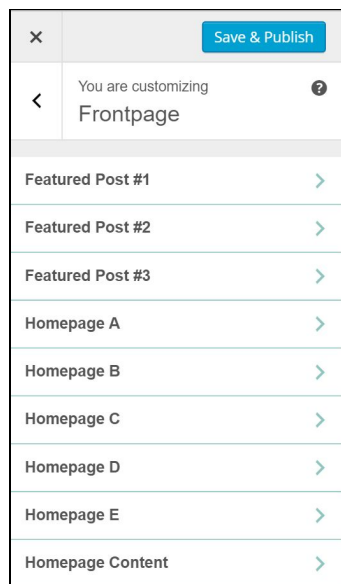 Save & Publish
You are customizing
Frontpage
Featured Post #1
Featured Post #2
Featured Post #3
Homepage A
Homepage B
Homepage C
Homepage D
Homepage E
Homepage Content